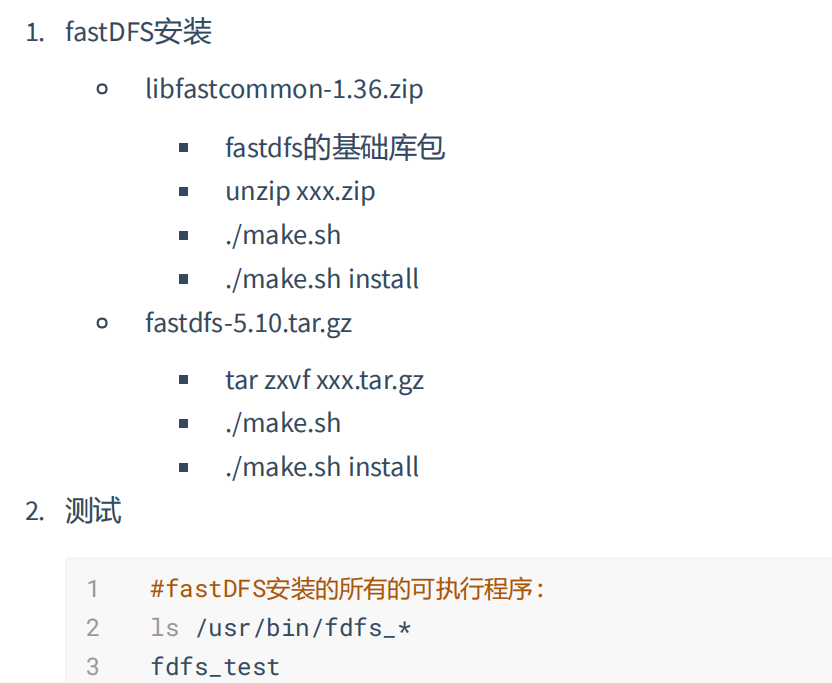 1. fastDFS安装
libfastcommon-1.36.zip
fastdfs的基础库包
unzip xxx.zip
./make.sh
./make.sh install
fastdfs-5.10.tar.gz
tar zxvf xxx.tar.gz
./make.sh
./make.sh install
2. 测试
1 #fastDFS安装的所有的可执行程序:
2 ls /usr/bin/fdfs_*
3 fdfs_test